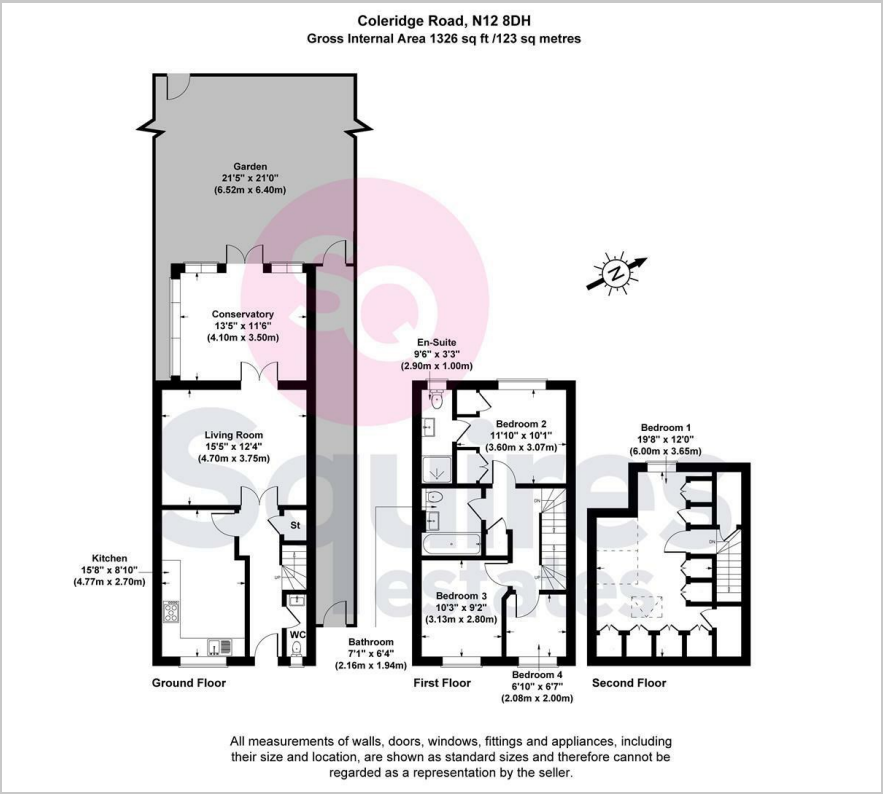 Coleridge Road, N12 8DH
Gross Internal Area 1326 sq ft /123 sq metres
Garden
21'5" x 21'0"
(6.52m x 6.40m)
SQ
N
Conservatory
13'5" x 11'6"
(4.10m x 3.50m)
En-Suite
9'6" x 3'3"
(2.90m x 1.00m)
Living Room
15'5" x 12'4"
(4.70m x 3.75m)
Bedroom 2
11'10" x 10'1"
(3.60m x 3.07m)
Bedroom 1
19'8" x 12'0"
(6.00m x 3.65m)
Squires
estates
St
DN
DN
Kitchen
15'8" x 8'10"
(4.77m x 2.70m)
UP
UP
Bedroom 3
10'3" x 9'2"
(3.13m x 2.80m)
WC
Bathroom
7'1" x 6'4"
(2.16m x 1.94m)
Bedroom 4
6'10" x 6'7"
(2.08m x 2.00m)
Ground Floor
First Floor
Second Floor
All measurements of walls, doors, windows, fittings and appliances, including
their size and location, are shown as standard sizes and therefore cannot be
regarded as a representation by the seller.